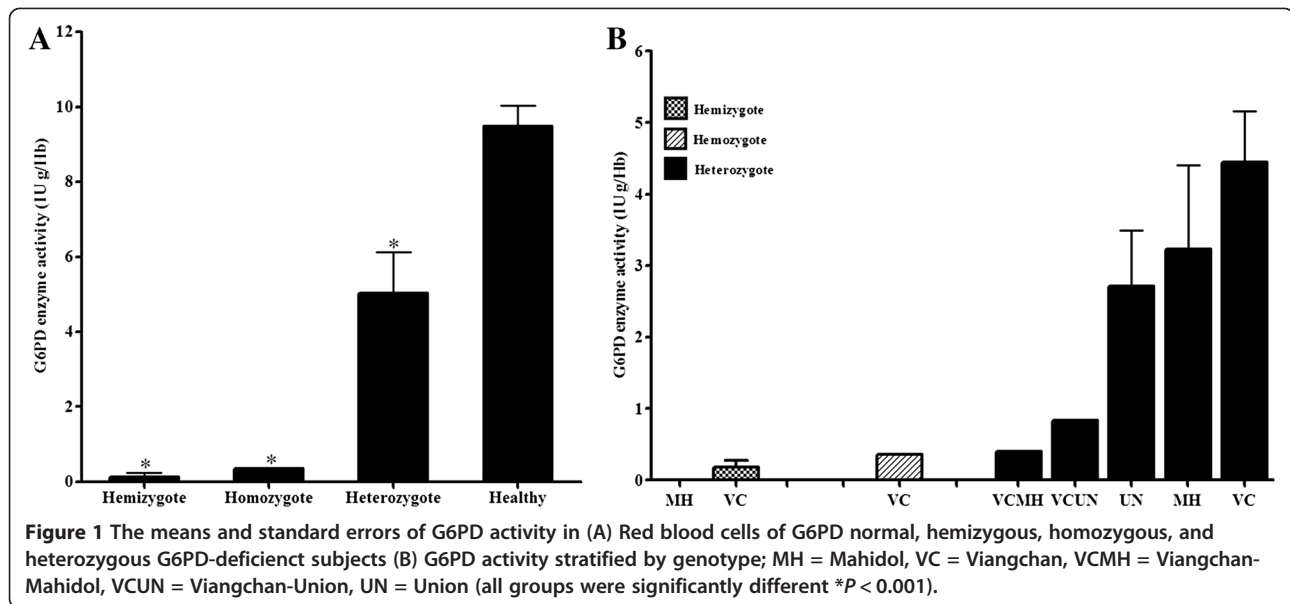 A
12
10
8
6
4
2
0
G6PD enzyme activity (IU g/Hb)
*
*
*
Hemizygote Homozygote Heterozygote Healthy
B
6
5
4
3
2
1
0
G6PD enzyme activity (IU g/Hb)
Hemizygote
Hemozygote
Heterozygote
MH VC VC VCMH VCUN UN MH VC
Figure 1 The means and standard errors of G6PD activity in (A) Red blood cells of G6PD normal, hemizygous, homozygous, and
heterozygous G6PD-deficienct subjects (B) G6PD activity stratified by genotype; MH = Mahidol, VC = Viangchan, VCMH = Viangchan-
Mahidol, VCUN = Viangchan-Union, UN = Union (all groups were significantly different *P < 0.001).